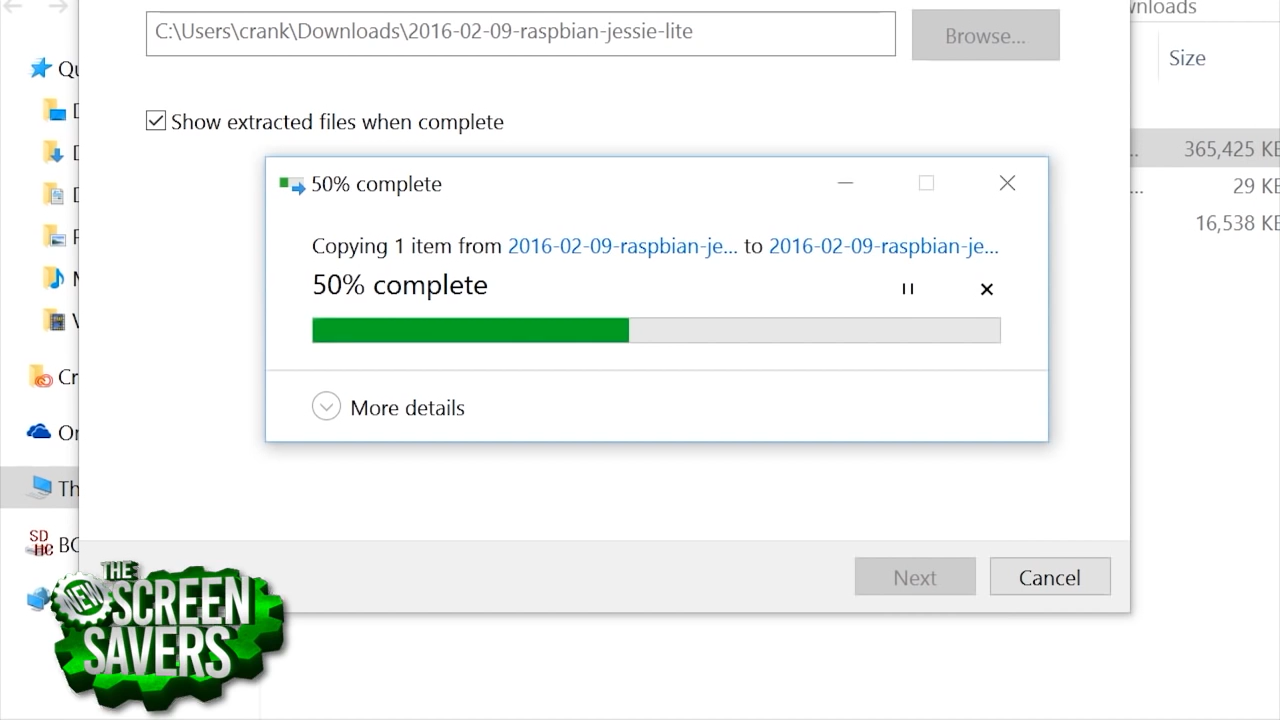 C:\Users\crank\Downloads\2016-02-09-raspbian-jessie-lite
Browse...
Size
Show extracted files when complete
365,425 KB
50% complete
29 KB
Copying 1 item from 2016-02-09-raspbian-je... to 2016-02-09-raspbian-je...
16,538 KB
50% complete
More details
SD
HC
Next
Cancel
THE
NEW
SCREEN
SAVERS